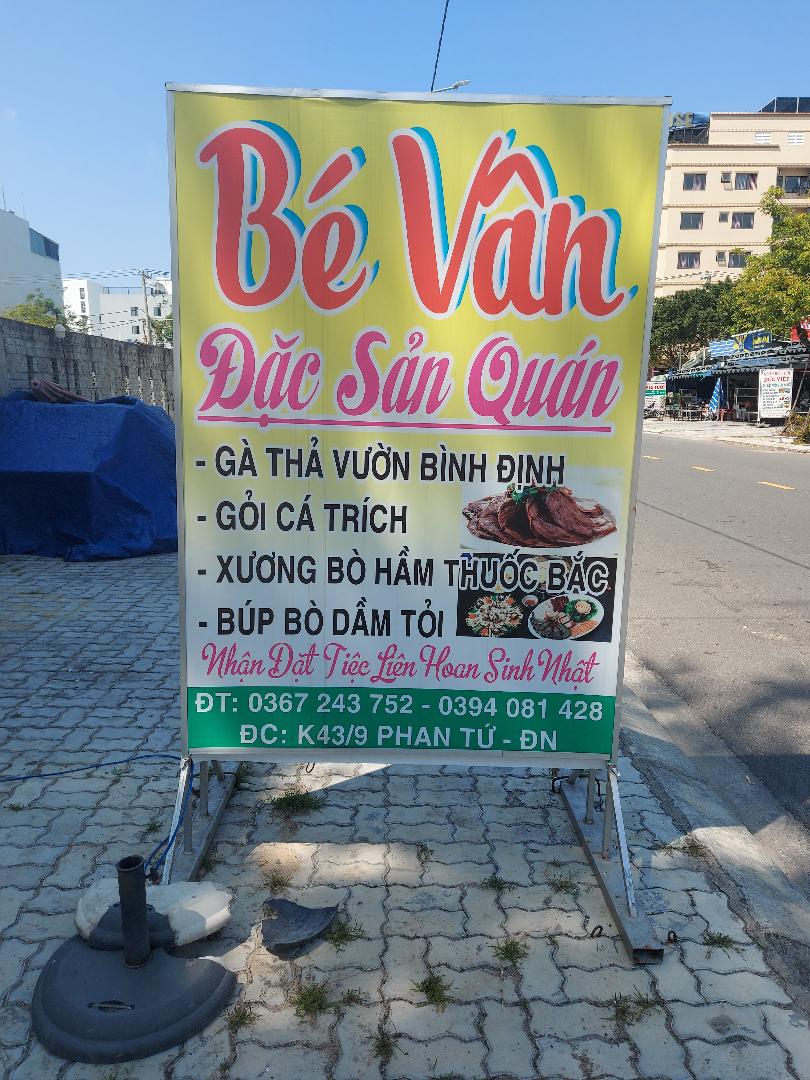 Bé Vân
Đặc Sản Quán
- GÀ THẢ VƯỜN BÌNH ĐỊNH
- GỎI CÁ TRÍCH
- XƯƠNG BÒ HẦM THUỐC BẮC
- BÚP BÒ DẦM TỎI
Nhận Đặt Tiệc Liên Hoan Sinh Nhật
ĐT: 0367 243 752 - 0394 081 428
ĐC: K43/9 PHAN TỨ - ĐN